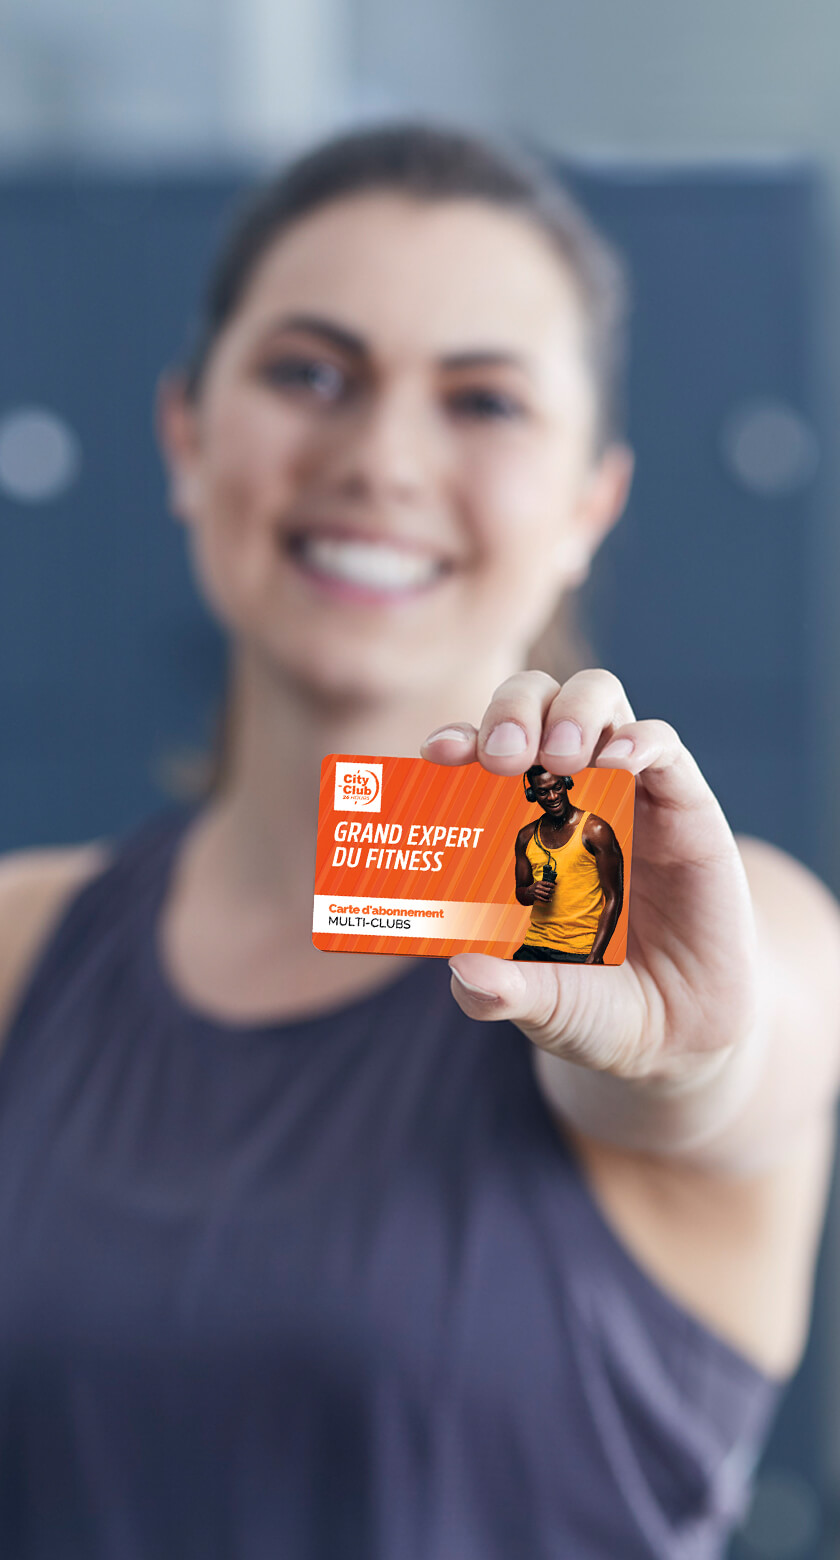 City
Club
24 HOURS
GRAND EXPERT
DU FITNESS
Carte d'abonnement
MULTI-CLUBS